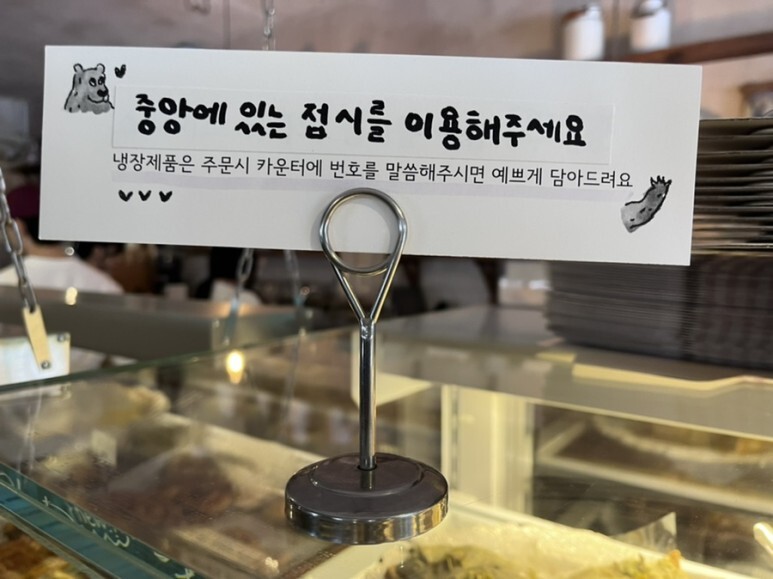 중앙에 있는 접시를 이용해주세요
냉장제품은 주문시 카운터에 번호를 말씀해주시면 예쁘게 담아드려요